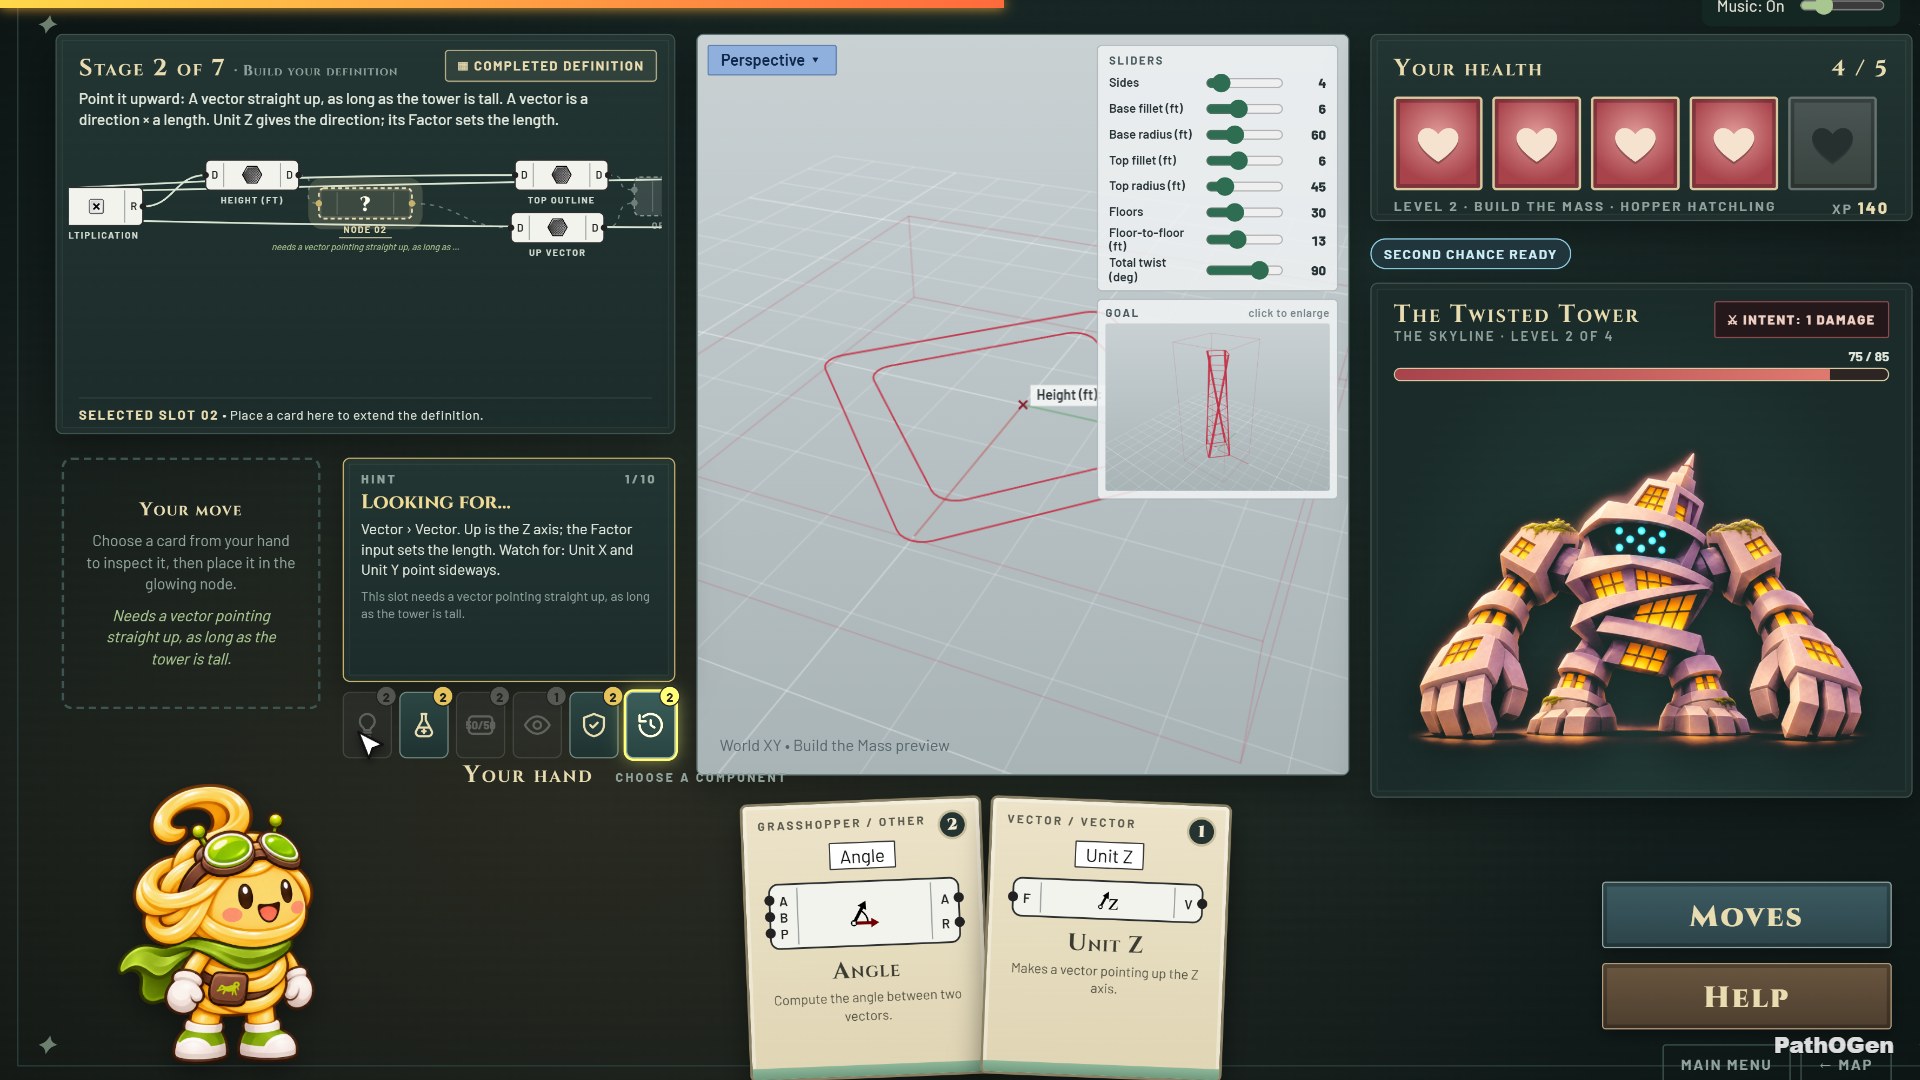 Music: On
STAGE 2 OF 7 · BUILD YOUR DEFINITION
COMPLETED DEFINITION
Point it upward: A vector straight up, as long as the tower is tall. A vector is a
direction × a length. Unit Z gives the direction; its Factor sets the length.
R
LTIPLICATION
D D
HEIGHT (FT)
?
NODE 02
needs a vector pointing straight up, as long as ...
D D
TOP OUTLINE
D D
UP VECTOR
SELECTED SLOT 02 • Place a card here to extend the definition.
YOUR MOVE
Choose a card from your hand
to inspect it, then place it in the
glowing node.
Needs a vector pointing
straight up, as long as the
tower is tall.
HINT 1/10
LOOKING FOR...
Vector › Vector. Up is the Z axis; the Factor
input sets the length. Watch for: Unit X and
Unit Y point sideways.
This slot needs a vector pointing straight up, as long
as the tower is tall.
2 2 2 1 2 2
50/50
YOUR HAND CHOOSE A COMPONENT
Perspective ▾
SLIDERS
Sides 4
Base fillet (ft) 6
Base radius (ft) 60
Top fillet (ft) 6
Top radius (ft) 45
Floors 30
Floor-to-floor
(ft) 13
Total twist
(deg) 90
GOAL click to enlarge
Height (ft)
World XY • Build the Mass preview
GRASSHOPPER / OTHER 2
Angle
A
B
P
A
R
ANGLE
Compute the angle between two
vectors.
VECTOR / VECTOR 1
Unit Z
F Z V
UNIT Z
Makes a vector pointing up the Z
axis.
YOUR HEALTH 4 / 5
LEVEL 2 · BUILD THE MASS · HOPPER HATCHLING XP 140
SECOND CHANCE READY
THE TWISTED TOWER
THE SKYLINE · LEVEL 2 OF 4
INTENT: 1 DAMAGE
75 / 85
MOVES
HELP
PathOGen
MAIN MENU ← MAP